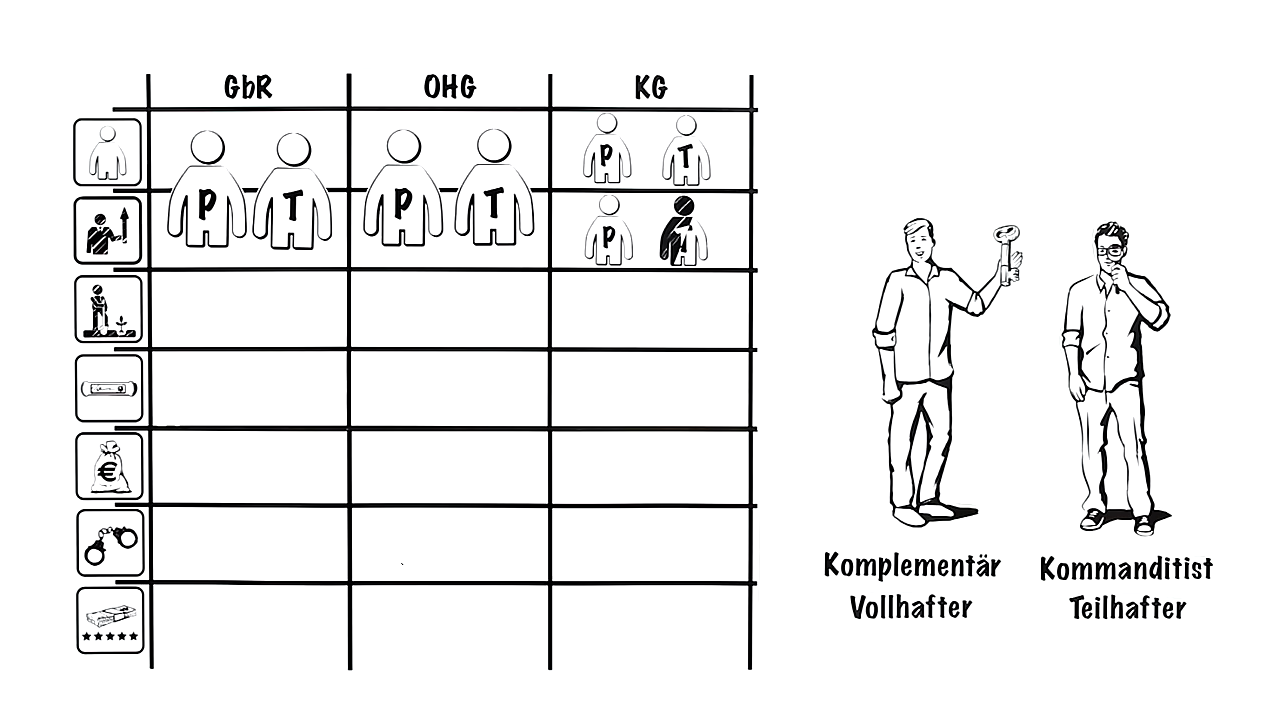 GbR OHG KG
P T P T P T
P
€
Komplementär
Vollhafter
Kommanditist
Teilhafter